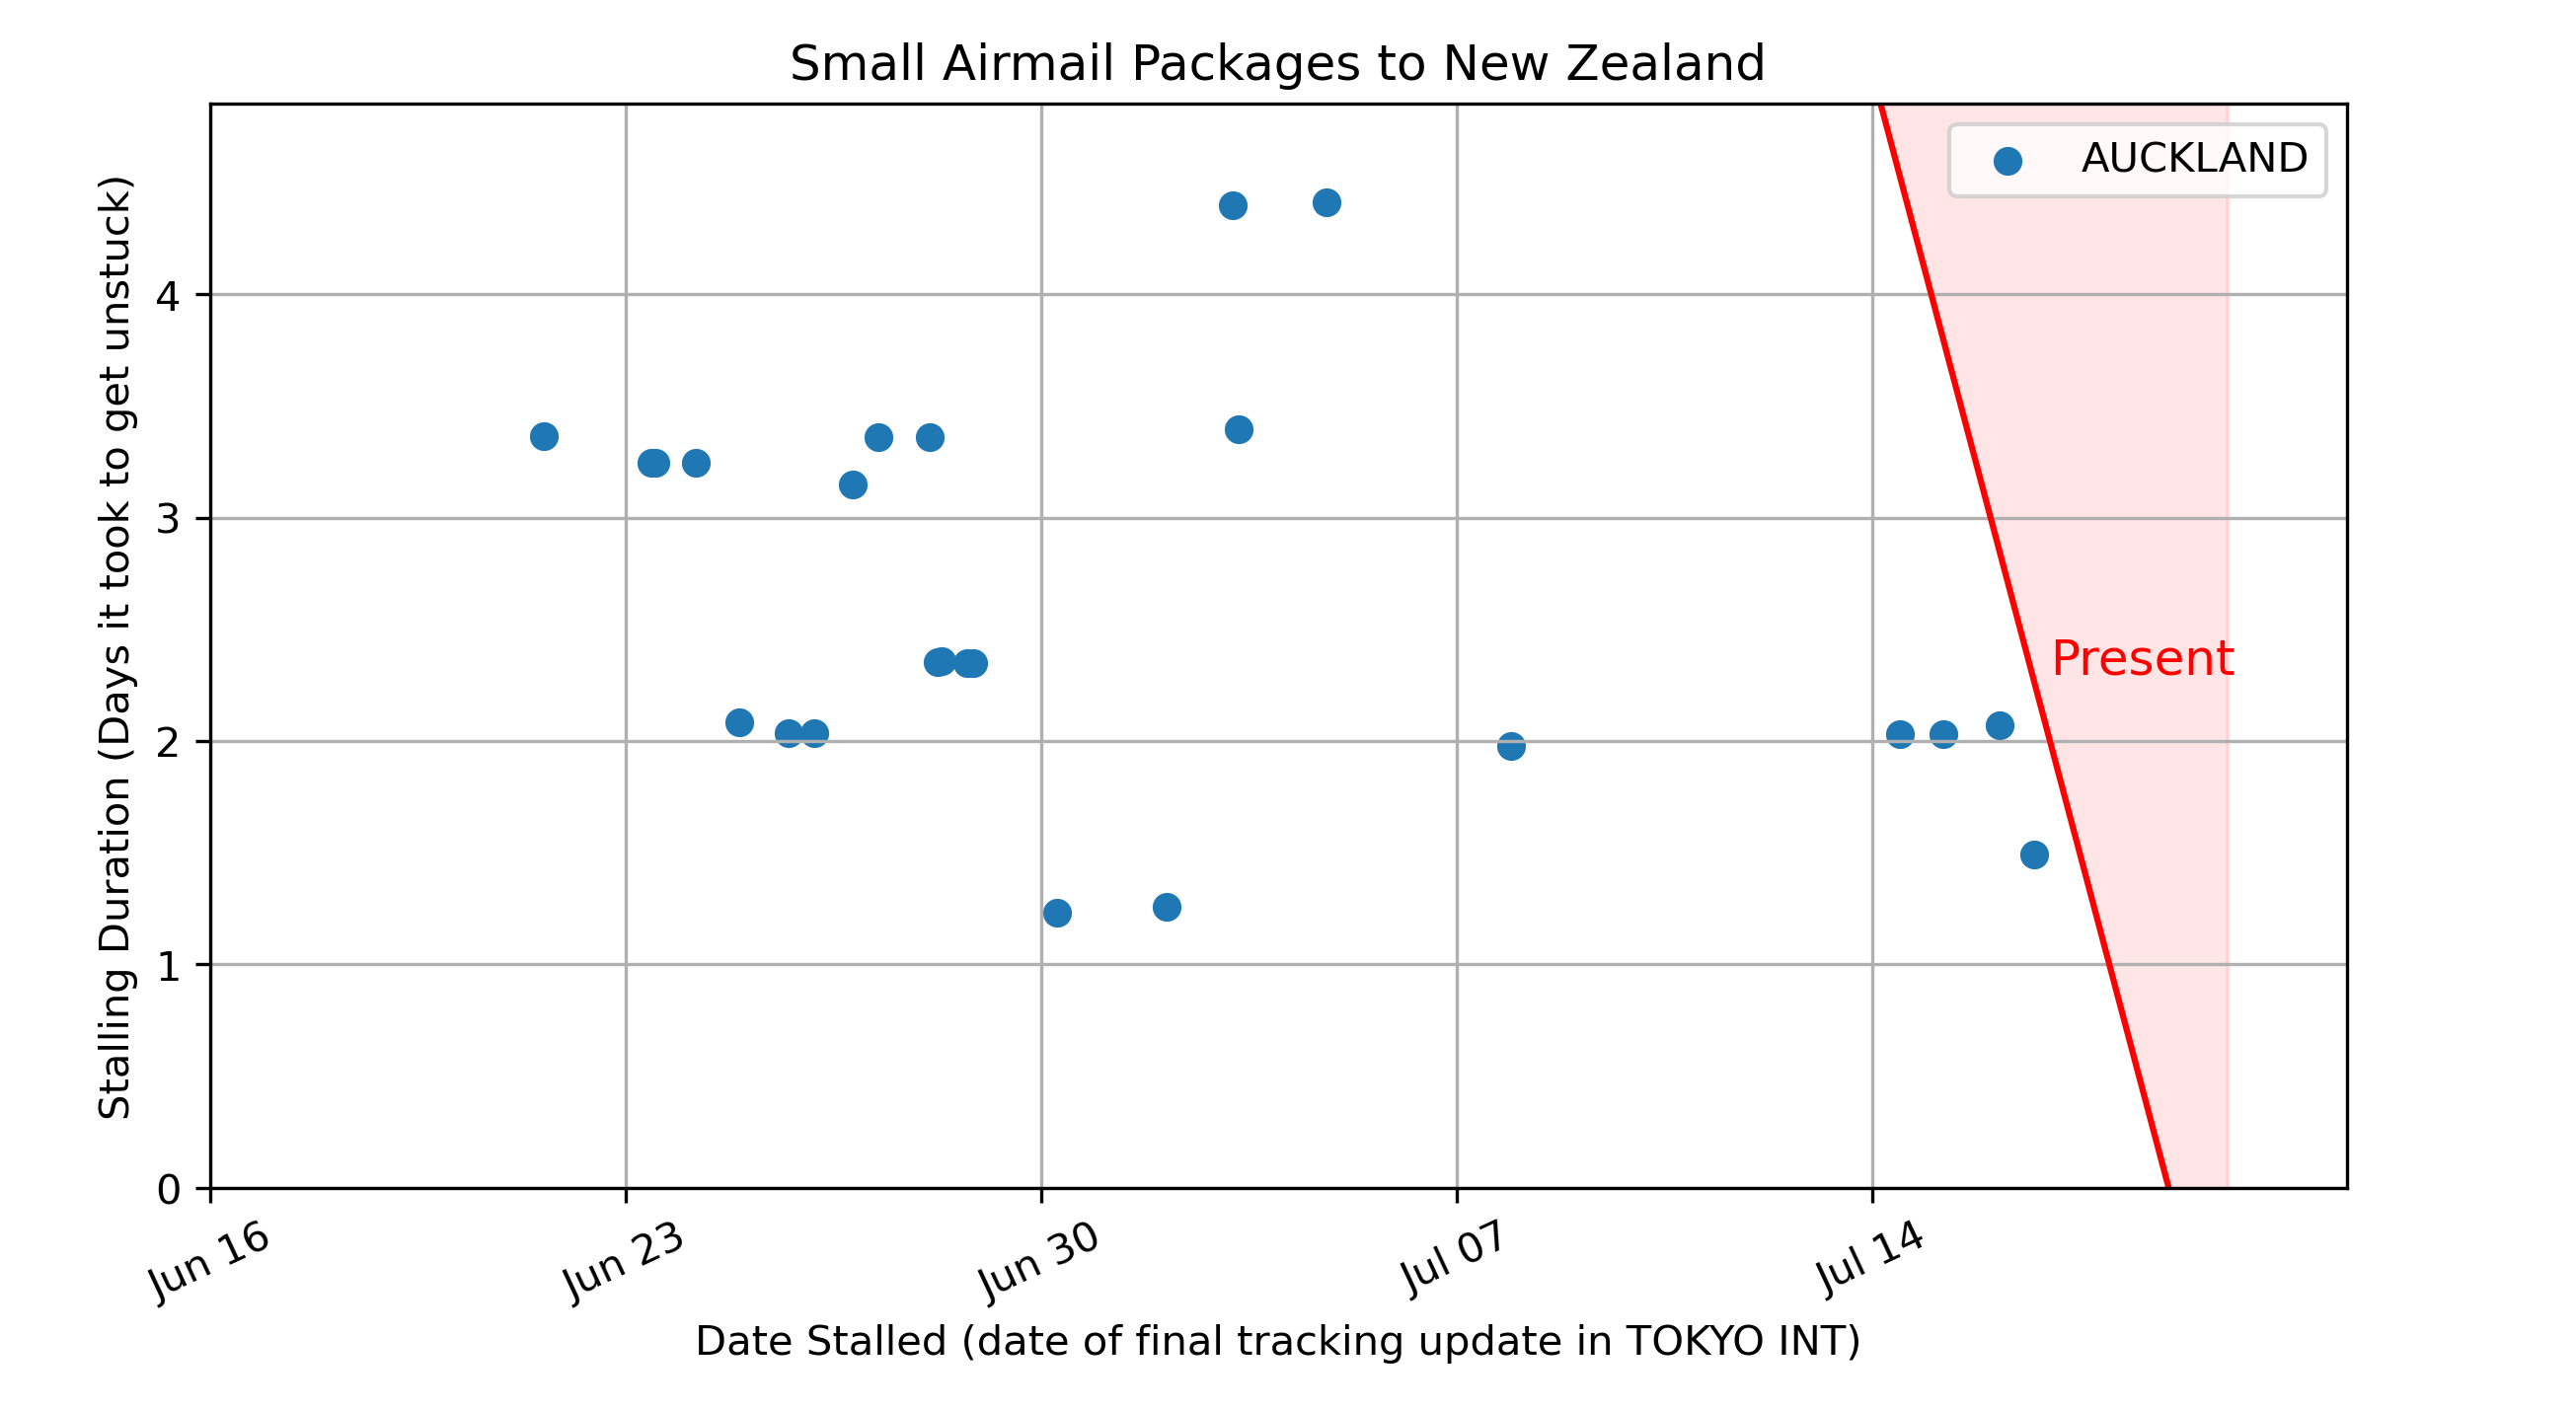 Small Airmail Packages to New Zealand
AUCKLAND
Stalling Duration (Days it took to get unstuck)
4
3
2
1
0
Present
Jun 16
Jun 23
Jun 30
Jul 07
Jul 14
Date Stalled (date of final tracking update in TOKYO INT)